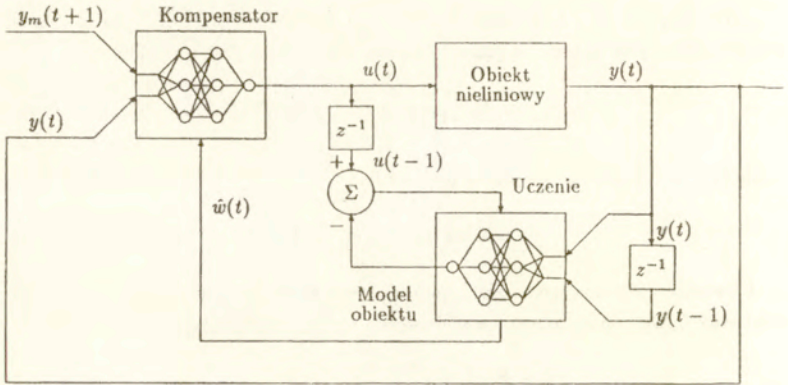 Kompensator
y_m(t+1)
u(t)
Obiekt
nieliniowy
y(t)
y(t)
z⁻¹
+
u(t−1)
Σ
Uczenie
ŵ(t)
−
y(t)
z⁻¹
Model
obiektu
y(t−1)